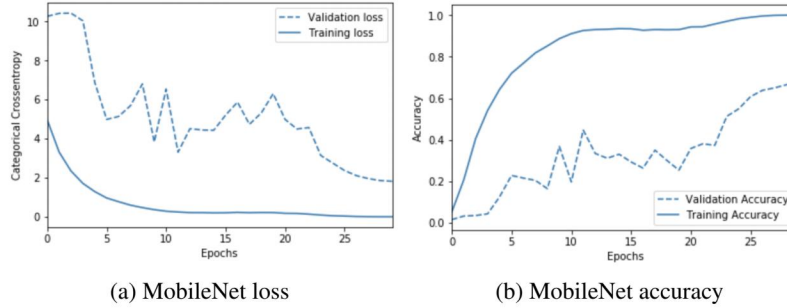 Validation loss
Training loss
Categorical Crossentropy
10
8
6
4
2
0
0 5 10 15 20 25
Epochs
(a) MobileNet loss
Accuracy
1.0
0.8
0.6
0.4
0.2
0.0
Validation Accuracy
Training Accuracy
0 5 10 15 20 25
Epochs
(b) MobileNet accuracy